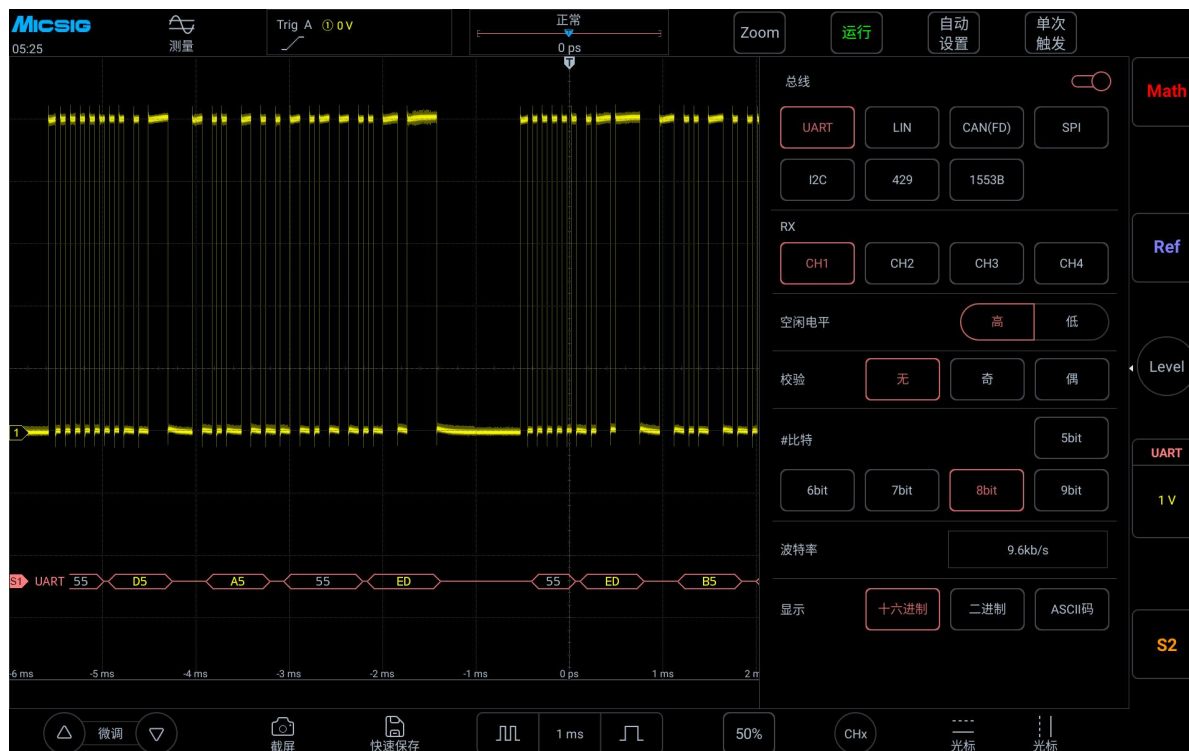 Micsig
05:25
测量
Trig A ① 0 V
正常
0 ps
T
Zoom
运行
自动
设置
单次
触发
总线
UART
LIN
CAN(FD)
SPI
I2C
429
1553B
RX
CH1
CH2
CH3
CH4
空闲电平
高
低
校验
无
奇
偶
#比特
5bit
6bit
7bit
8bit
9bit
波特率
9.6kb/s
显示
十六进制
二进制
ASCII码
Math
Ref
Level
UART
1 V
S2
1
S1 UART 55 D5 A5 55 ED 55 ED B5
-6 ms -5 ms -4 ms -3 ms -2 ms -1 ms 0 ps 1 ms 2 m
微调
截屏
快速保存
1 ms
50%
CHx
光标
光标